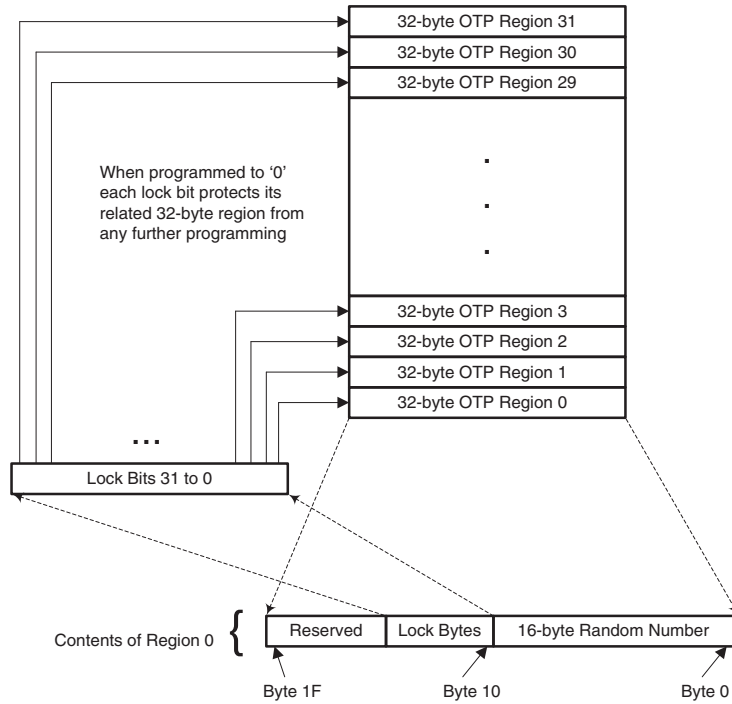 32-byte OTP Region 31
32-byte OTP Region 30
32-byte OTP Region 29
When programmed to ‘0’
each lock bit protects its
related 32-byte region from
any further programming
.
.
.
32-byte OTP Region 3
32-byte OTP Region 2
32-byte OTP Region 1
32-byte OTP Region 0
...
Lock Bits 31 to 0
Contents of Region 0 {
Reserved
Lock Bytes
16-byte Random Number
Byte 1F
Byte 10
Byte 0